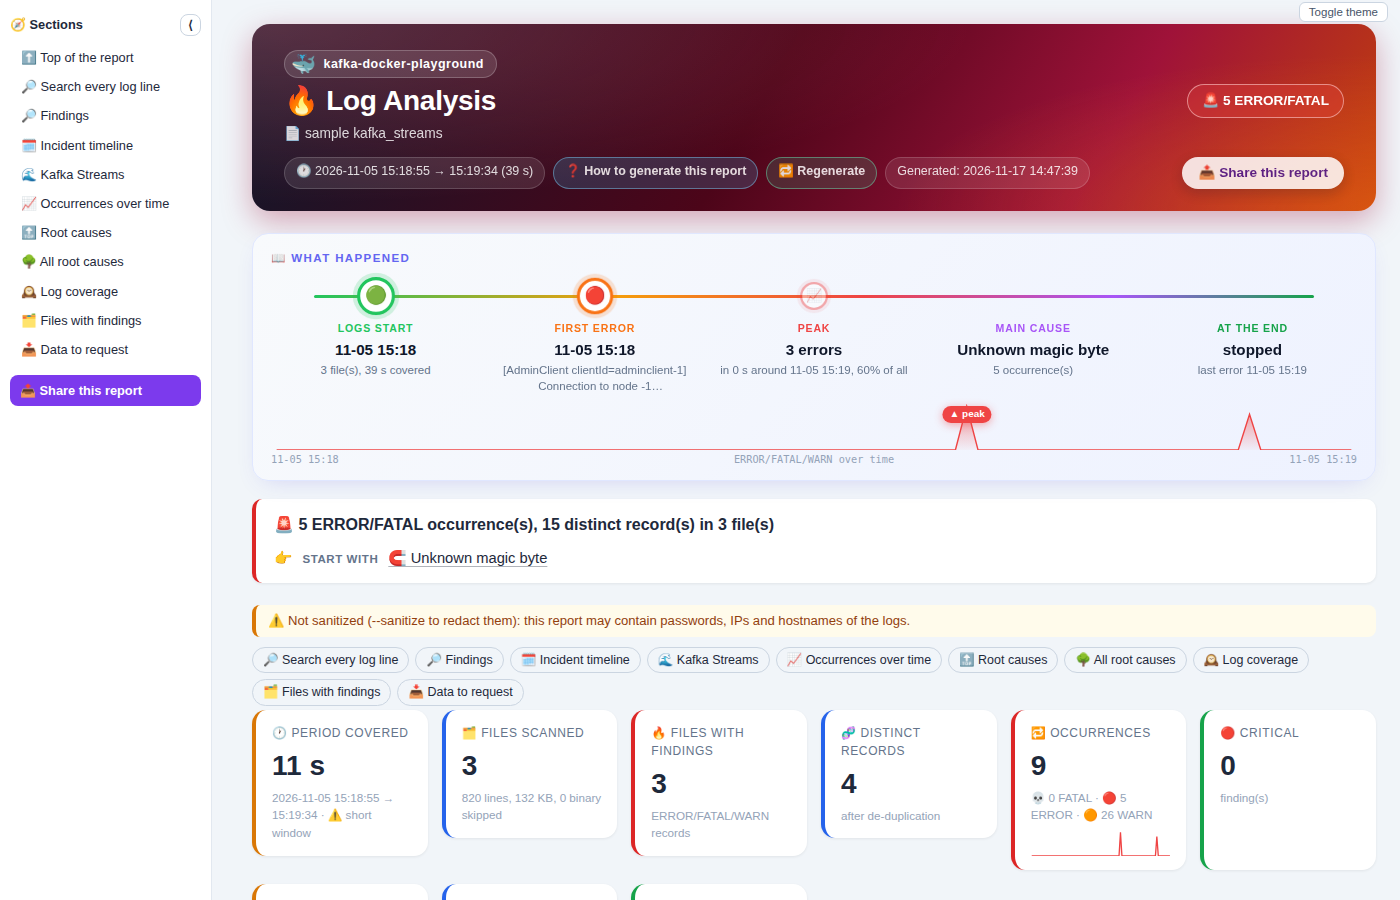 Sections
⟨
Top of the report
Search every log line
Findings
Incident timeline
Kafka Streams
Occurrences over time
Root causes
All root causes
Log coverage
Files with findings
Data to request
Share this report
Toggle theme
kafka-docker-playground
Log Analysis
sample kafka_streams
5 ERROR/FATAL
2026-11-05 15:18:55 → 15:19:34 (39 s)
How to generate this report
Regenerate
Generated: 2026-11-17 14:47:39
Share this report
WHAT HAPPENED
LOGS START
11-05 15:18
3 file(s), 39 s covered
FIRST ERROR
11-05 15:18
[AdminClient clientId=adminclient-1]
Connection to node -1…
PEAK
3 errors
in 0 s around 11-05 15:19, 60% of all
MAIN CAUSE
Unknown magic byte
5 occurrence(s)
AT THE END
stopped
last error 11-05 15:19
▲ peak
11-05 15:18
ERROR/FATAL/WARN over time
11-05 15:19
5 ERROR/FATAL occurrence(s), 15 distinct record(s) in 3 file(s)
START WITH Unknown magic byte
Not sanitized (--sanitize to redact them): this report may contain passwords, IPs and hostnames of the logs.
Search every log line
Findings
Incident timeline
Kafka Streams
Occurrences over time
Root causes
All root causes
Log coverage
Files with findings
Data to request
PERIOD COVERED
11 s
2026-11-05 15:18:55 →
15:19:34 · ⚠️ short
window
FILES SCANNED
3
820 lines, 132 KB, 0 binary
skipped
FILES WITH
FINDINGS
3
ERROR/FATAL/WARN
records
DISTINCT
RECORDS
4
after de-duplication
OCCURRENCES
9
0 FATAL · 5
ERROR · 26 WARN
CRITICAL
0
finding(s)